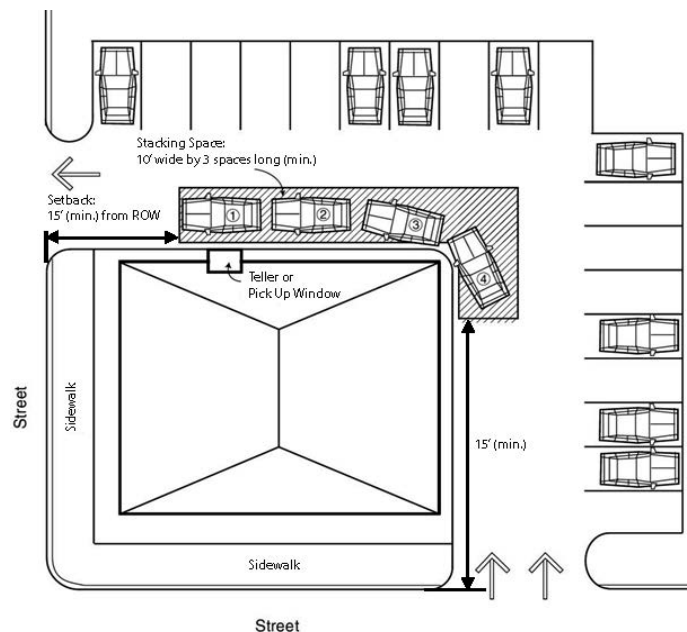 Stacking Space:
10' wide by 3 spaces long (min.)
Setback:
15' (min.) from ROW
1
2
3
4
Teller or
Pick Up Window
Street
Sidewalk
15' (min.)
Sidewalk
Street